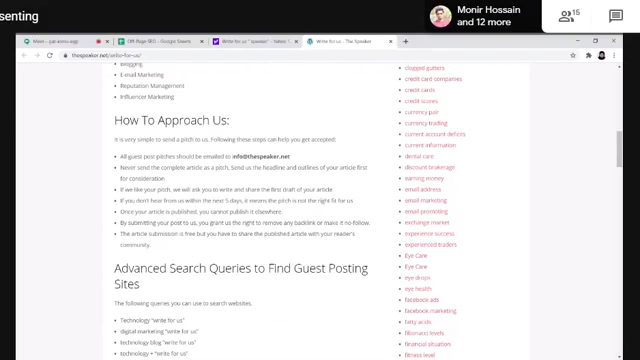 senting
Monir Hossain
and 12 more
15
Meet – pat-ksmu-xgp
Off-Page SEO - Google Sheets
Write for us "speaker" - Yahoo
Write for us - The Speaker
thespeaker.net/write-for-us/
Blogging
E-mail Marketing
Reputation Management
Influencer Marketing
How To Approach Us:
It is very simple to send a pitch to us. Following these steps can help you get accepted:
All guest post pitches should be emailed to info@thespeaker.net
Never send the complete article as a pitch. Send us the headline and outlines of your article first
for consideration
If we like your pitch, we will ask you to write and share the first draft of your article
If you don't hear from us within the next 5 days, it means the pitch is not the right fit for us
Once your article is published, you cannot publish it elsewhere.
By submitting your post to us, you grant us the right to remove any backlink or make it no-follow.
The article submission is free but you have to share the published article with your reader's
community.
Advanced Search Queries to Find Guest Posting
Sites
The following queries you can use to search websites.
Technology "write for us"
digital marketing "write for us"
technology blog "write for us"
technology + "write for us"
clogged gutters
credit card companies
credit cards
credit scores
currency pair
currency trading
current account deficits
current information
dental care
discount brokerage
earning money
email address
email marketing
email promoting
exchange market
experience success
experienced traders
Eye Care
Eye Care
eye drops
eye health
facebook ads
facebook marketing
fatty acids
fibonacci levels
financial situation
fitness level